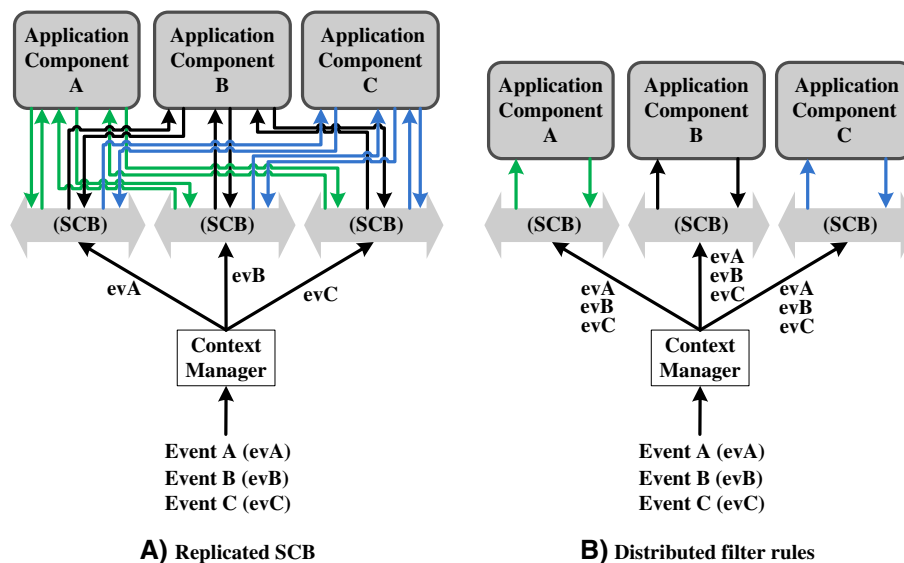 Application
Component
A
Application
Component
B
Application
Component
C
(SCB)
(SCB)
(SCB)
evA
evB
evC
Context
Manager
Event A (evA)
Event B (evB)
Event C (evC)
A) Replicated SCB
Application
Component
A
Application
Component
B
Application
Component
C
(SCB)
(SCB)
(SCB)
evA
evB
evC
evA
evB
evC
evA
evB
evC
Context
Manager
Event A (evA)
Event B (evB)
Event C (evC)
B) Distributed filter rules